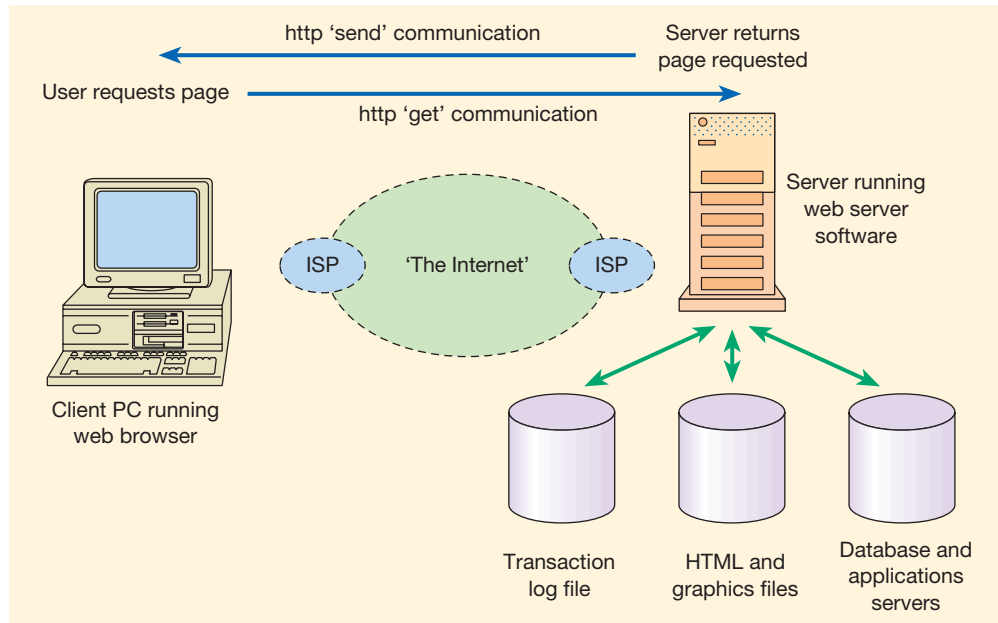 http ‘send’ communication
Server returns
page requested
User requests page
http ‘get’ communication
Server running
web server
software
ISP
‘The Internet’
ISP
Client PC running
web browser
Transaction
log file
HTML and
graphics files
Database and
applications
servers